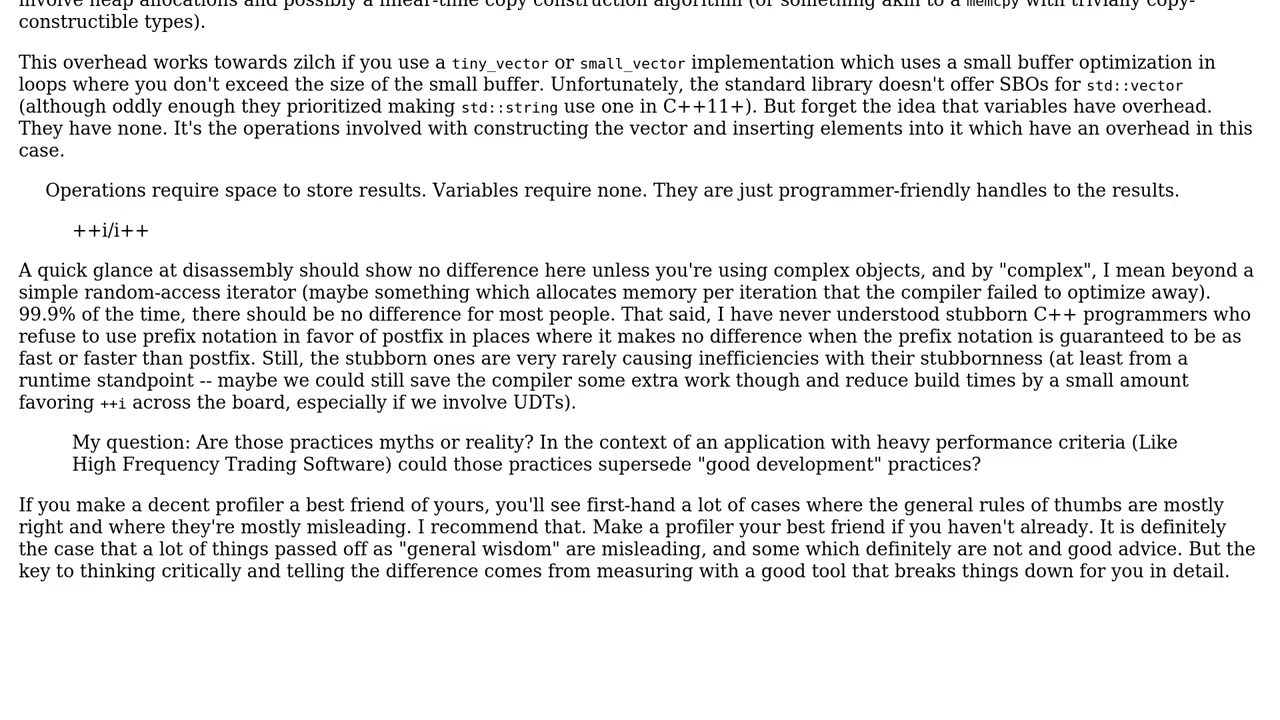 involve heap allocations and possibly a linear-time copy construction algorithm (or something akin to a memcpy with trivially copy-
constructible types).
This overhead works towards zilch if you use a tiny_vector or small_vector implementation which uses a small buffer optimization in
loops where you don't exceed the size of the small buffer. Unfortunately, the standard library doesn't offer SBOs for std::vector
(although oddly enough they prioritized making std::string use one in C++11+). But forget the idea that variables have overhead.
They have none. It's the operations involved with constructing the vector and inserting elements into it which have an overhead in this
case.
Operations require space to store results. Variables require none. They are just programmer-friendly handles to the results.
++i/i++
A quick glance at disassembly should show no difference here unless you're using complex objects, and by "complex", I mean beyond a
simple random-access iterator (maybe something which allocates memory per iteration that the compiler failed to optimize away).
99.9% of the time, there should be no difference for most people. That said, I have never understood stubborn C++ programmers who
refuse to use prefix notation in favor of postfix in places where it makes no difference when the prefix notation is guaranteed to be as
fast or faster than postfix. Still, the stubborn ones are very rarely causing inefficiencies with their stubbornness (at least from a
runtime standpoint -- maybe we could still save the compiler some extra work though and reduce build times by a small amount
favoring ++i across the board, especially if we involve UDTs).
My question: Are those practices myths or reality? In the context of an application with heavy performance criteria (Like
High Frequency Trading Software) could those practices supersede "good development" practices?
If you make a decent profiler a best friend of yours, you'll see first-hand a lot of cases where the general rules of thumbs are mostly
right and where they're mostly misleading. I recommend that. Make a profiler your best friend if you haven't already. It is definitely
the case that a lot of things passed off as "general wisdom" are misleading, and some which definitely are not and good advice. But the
key to thinking critically and telling the difference comes from measuring with a good tool that breaks things down for you in detail.